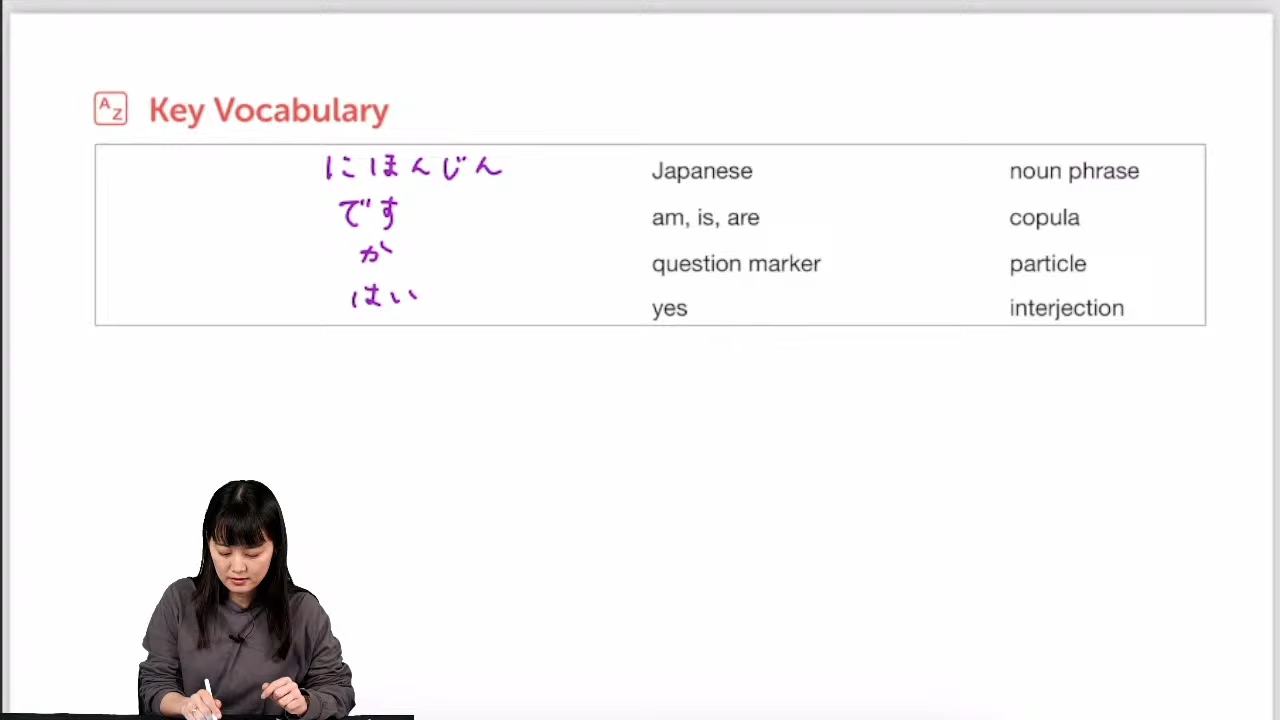 AZ Key Vocabulary
にほんじん Japanese noun phrase
です am, is, are copula
か question marker particle
はい yes interjection